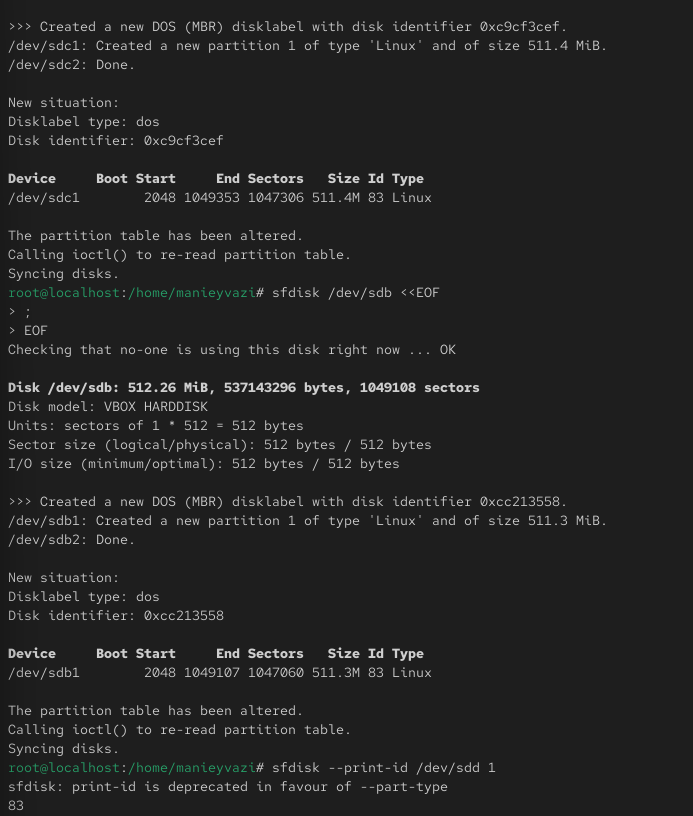 >>> Created a new DOS (MBR) disklabel with disk identifier 0xc9cf3cef.
/dev/sdc1: Created a new partition 1 of type 'Linux' and of size 511.4 MiB.
/dev/sdc2: Done.
New situation:
Disklabel type: dos
Disk identifier: 0xc9cf3cef
Device     Boot Start     End Sectors   Size Id Type
/dev/sdc1        2048 1049353 1047306 511.4M 83 Linux
The partition table has been altered.
Calling ioctl() to re-read partition table.
Syncing disks.
root@localhost:/home/manieyvazi# sfdisk /dev/sdb <<EOF
> ;
> EOF
Checking that no-one is using this disk right now ... OK
Disk /dev/sdb: 512.26 MiB, 537143296 bytes, 1049108 sectors
Disk model: VBOX HARDDISK
Units: sectors of 1 * 512 = 512 bytes
Sector size (logical/physical): 512 bytes / 512 bytes
I/O size (minimum/optimal): 512 bytes / 512 bytes
>>> Created a new DOS (MBR) disklabel with disk identifier 0xcc213558.
/dev/sdb1: Created a new partition 1 of type 'Linux' and of size 511.3 MiB.
/dev/sdb2: Done.
New situation:
Disklabel type: dos
Disk identifier: 0xcc213558
Device     Boot Start     End Sectors   Size Id Type
/dev/sdb1        2048 1049107 1047060 511.3M 83 Linux
The partition table has been altered.
Calling ioctl() to re-read partition table.
Syncing disks.
root@localhost:/home/manieyvazi# sfdisk --print-id /dev/sdd 1
sfdisk: print-id is deprecated in favour of --part-type
83